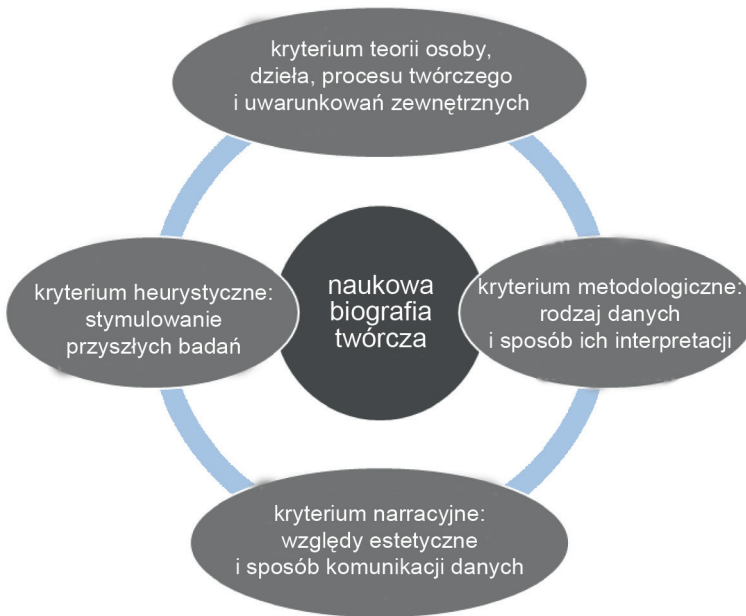 kryterium teorii osoby,
dzieła, procesu twórczego
i uwarunkowań zewnętrznych
kryterium heurystyczne:
stymulowanie
przyszłych badań
naukowa
biografia
twórcza
kryterium metodologiczne:
rodzaj danych
i sposób ich interpretacji
kryterium narracyjne:
względy estetyczne
i sposób komunikacji danych